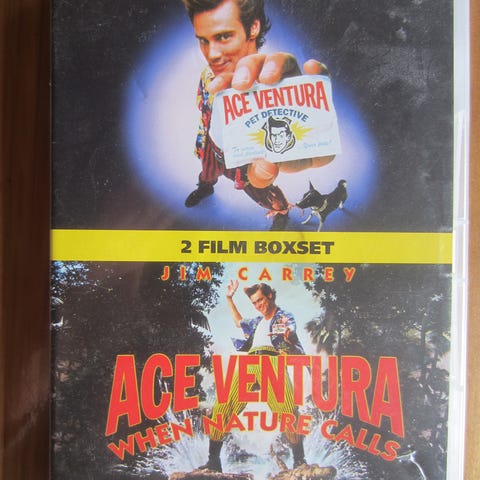 ACE VENTURA
PET DETECTIVE
2 FILM BOXSET
JIM CARREY
ACE VENTURA
WHEN NATURE CALLS